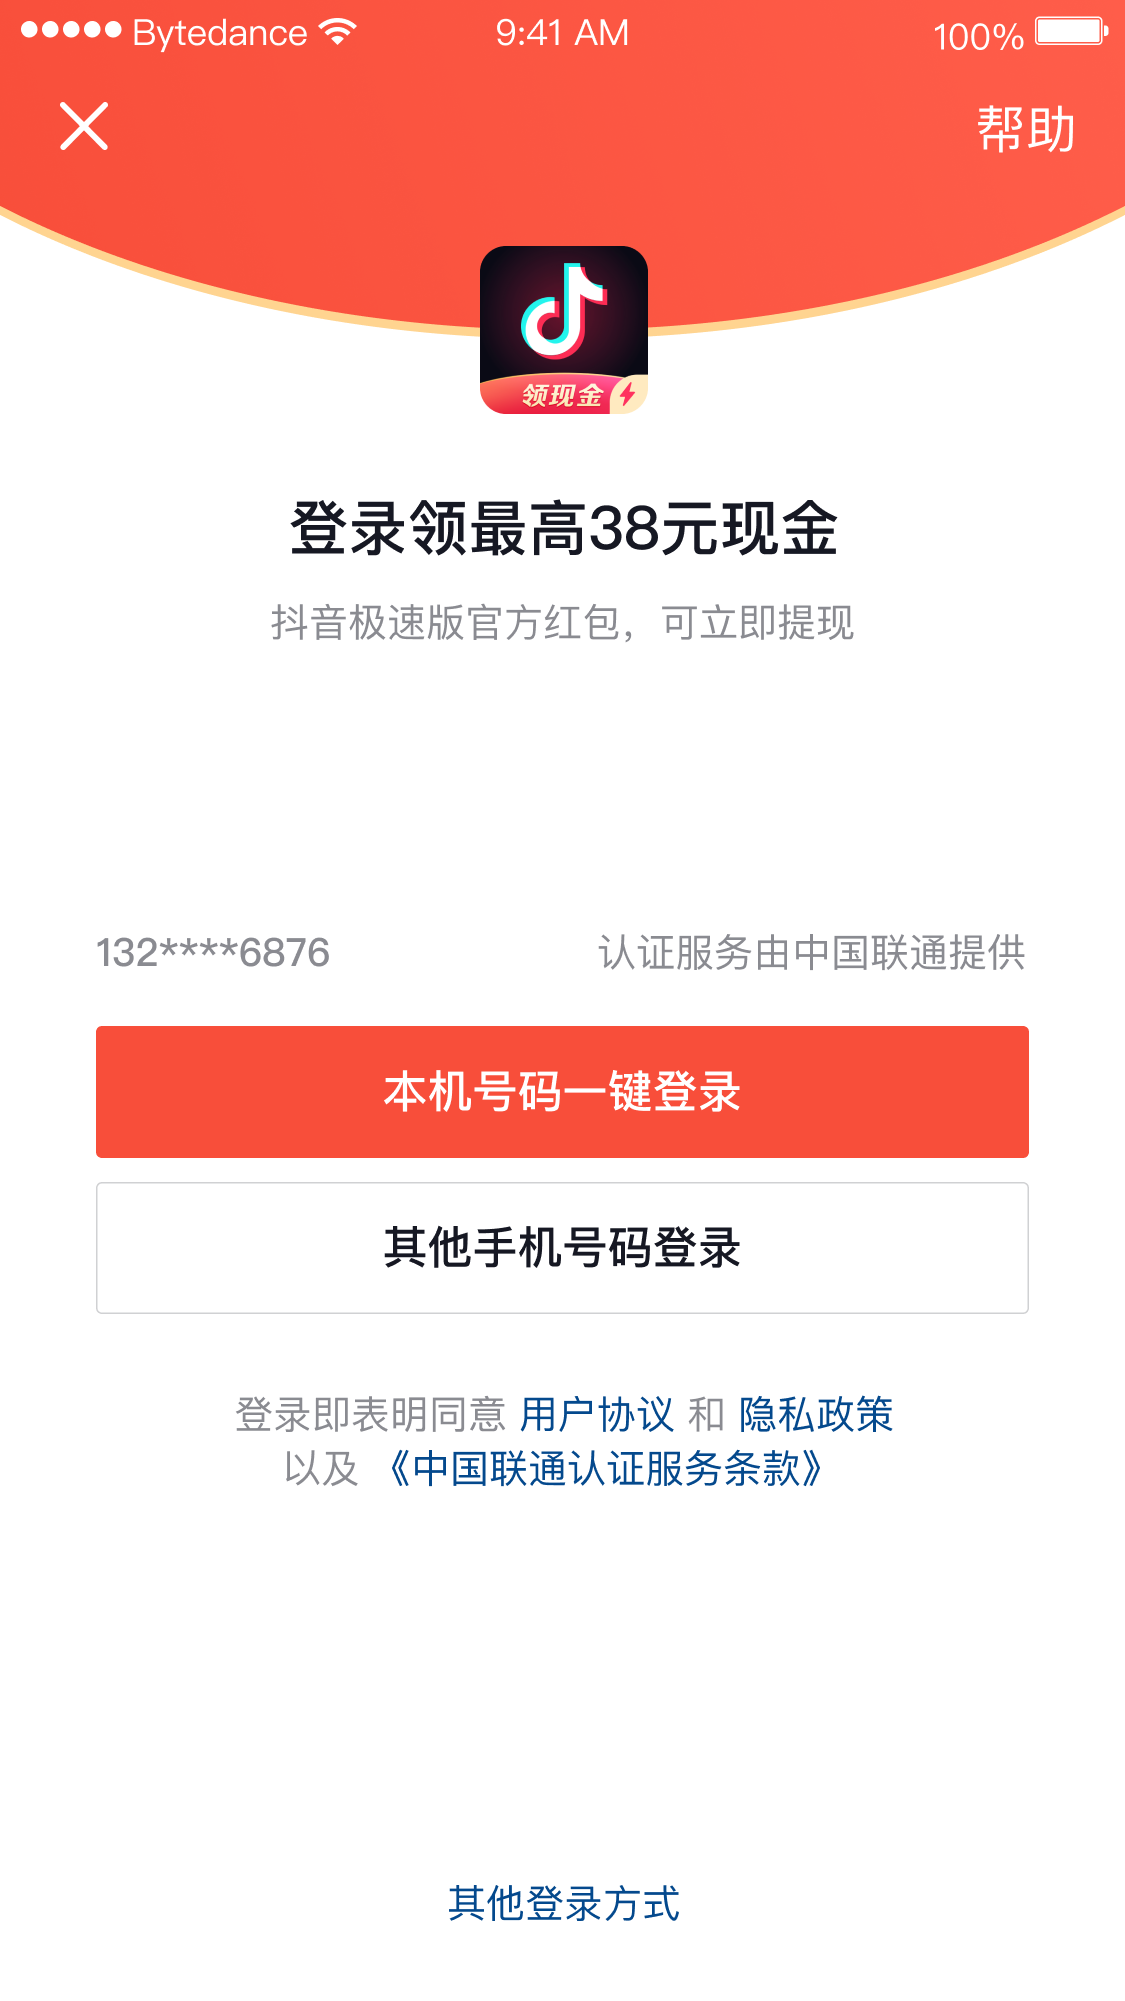 Bytedance 9:41 AM 100%
帮助
领现金
登录领最高38元现金
抖音极速版官方红包，可立即提现
132****6876 认证服务由中国联通提供
本机号码一键登录
其他手机号码登录
登录即表明同意 用户协议 和 隐私政策
以及 《中国联通认证服务条款》
其他登录方式